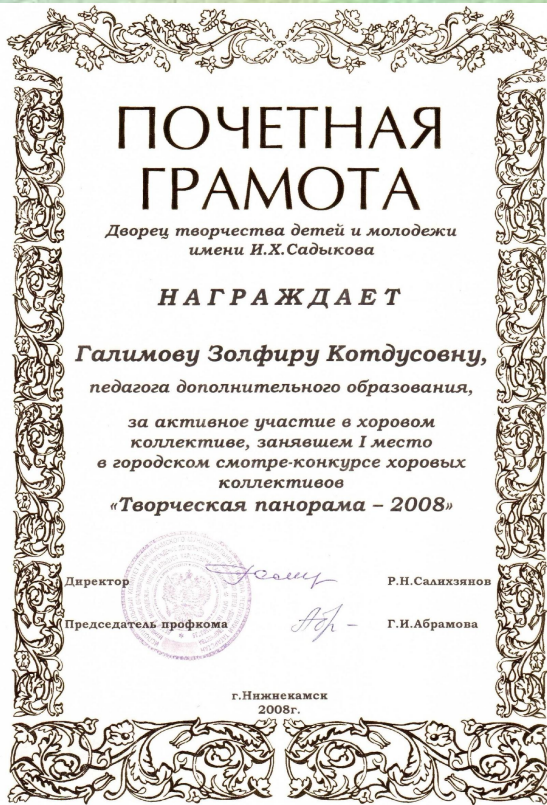 ПОЧЕТНАЯ
ГРАМОТА
Дворец творчества детей и молодежи
имени И.Х.Садыкова
НАГРАЖДАЕТ
Галимову Золфиру Котдусовну,
педагога дополнительного образования,
за активное участие в хоровом
коллективе, занявшем I место
в городском смотре-конкурсе хоровых
коллективов
«Творческая панорама – 2008»
Директор Р.Н.Салихзянов
Председатель профкома Г.И.Абрамова
г.Нижнекамск
2008г.